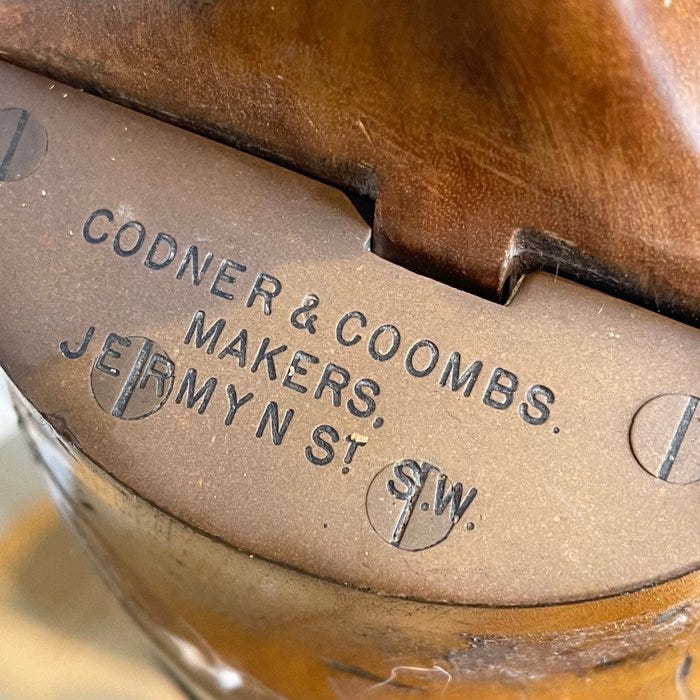 CODNER & COOMBS.
MAKERS,
JERMYN ST. S.W.